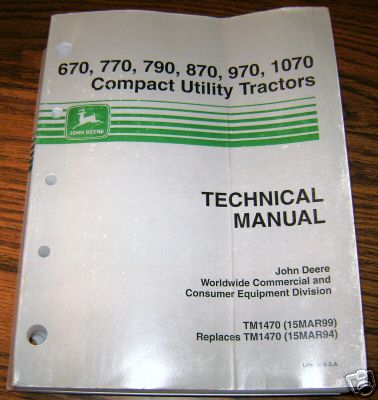 670, 770, 790, 870, 970, 1070
Compact Utility Tractors
JOHN DEERE
TECHNICAL
MANUAL
John Deere
Worldwide Commercial and
Consumer Equipment Division
TM1470 (15MAR99)
Replaces TM1470 (15MAR94)
U.S.A